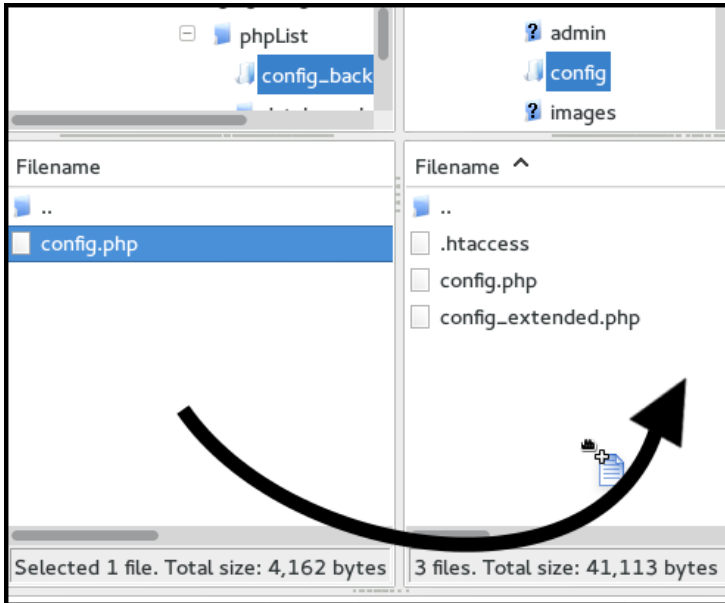 phpList
config_back
admin
config
images
Filename
..
config.php
Selected 1 file. Total size: 4,162 bytes
Filename
..
.htaccess
config.php
config_extended.php
3 files. Total size: 41,113 bytes